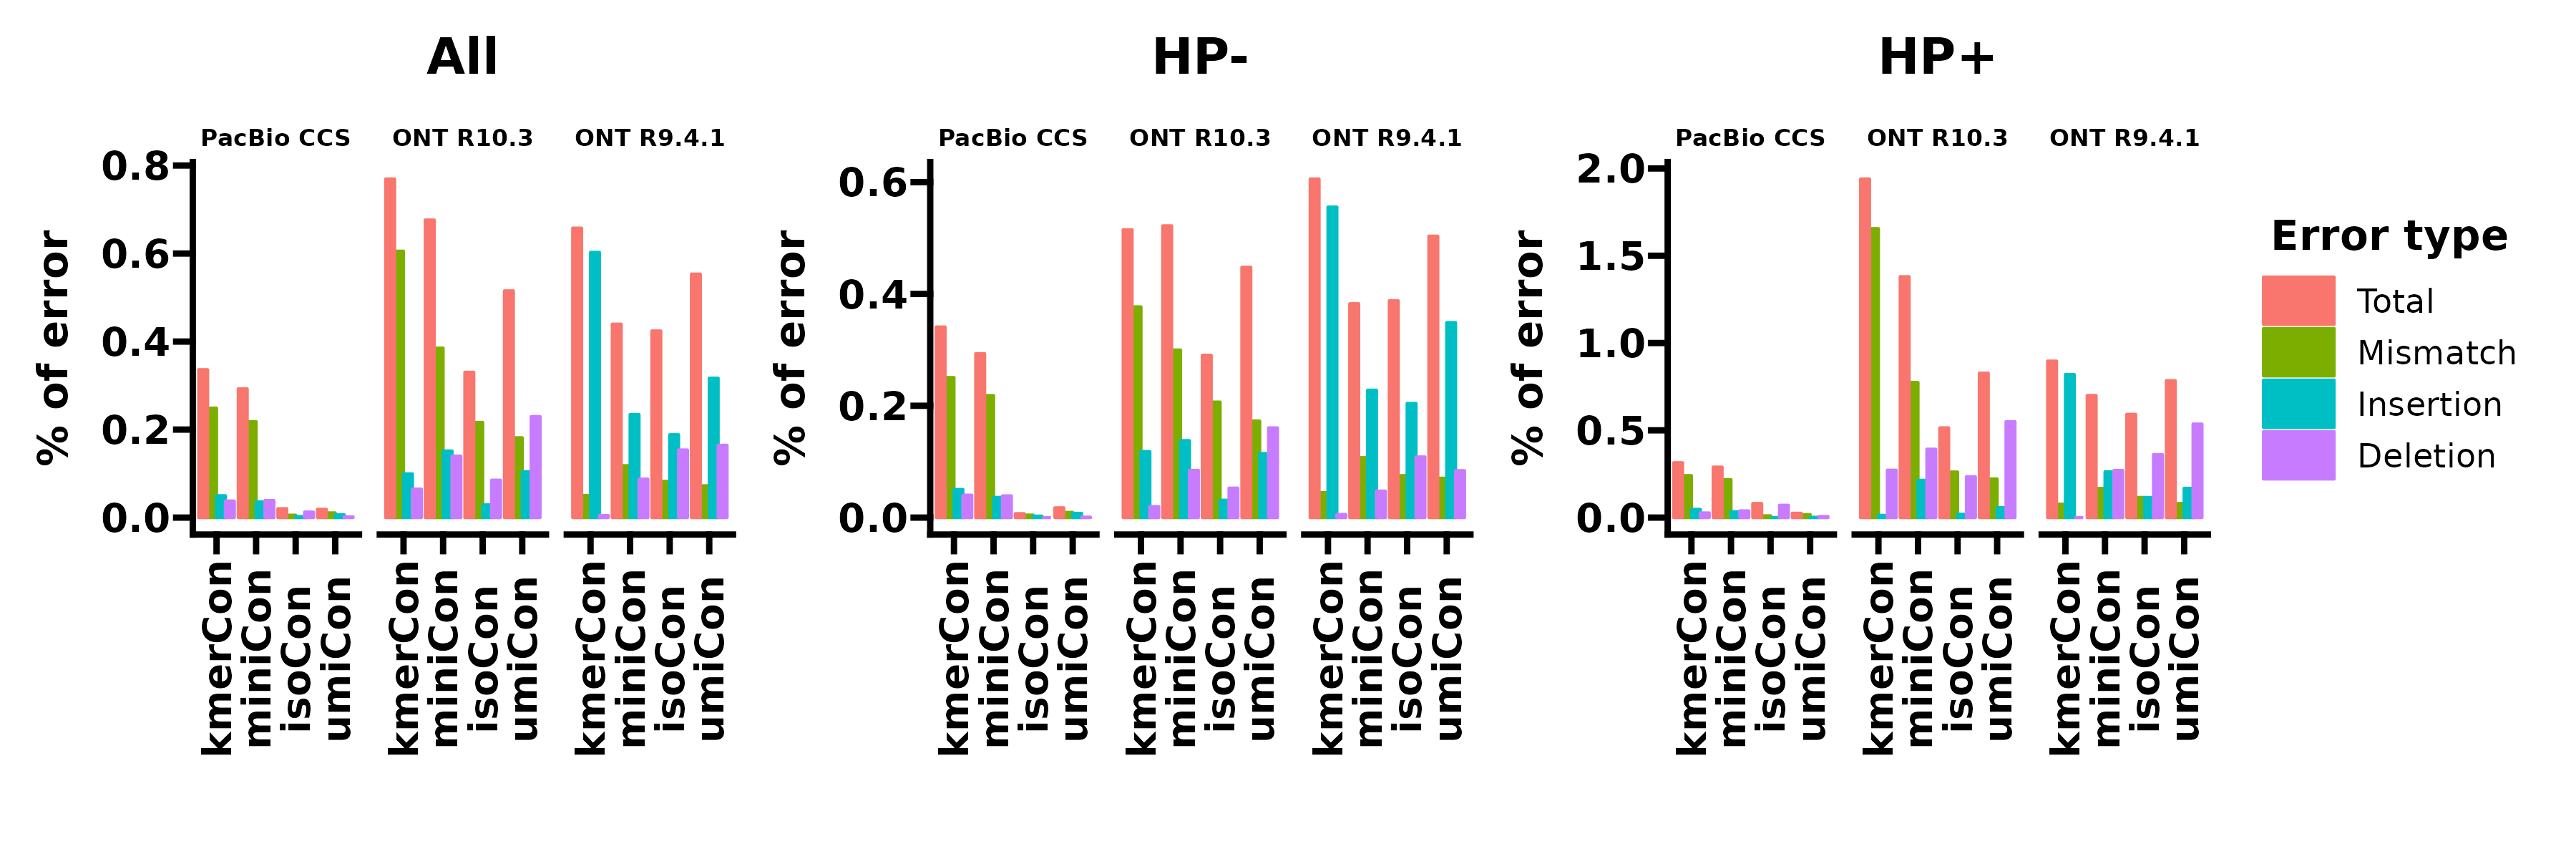 All
HP-
HP+
PacBio CCS
ONT R10.3
ONT R9.4.1
PacBio CCS
ONT R10.3
ONT R9.4.1
PacBio CCS
ONT R10.3
ONT R9.4.1
% of error
0.8
0.6
0.4
0.2
0.0
kmerCon
miniCon
isoCon
umiCon
kmerCon
miniCon
isoCon
umiCon
kmerCon
miniCon
isoCon
umiCon
% of error
0.6
0.4
0.2
0.0
kmerCon
miniCon
isoCon
umiCon
kmerCon
miniCon
isoCon
umiCon
kmerCon
miniCon
isoCon
umiCon
% of error
2.0
1.5
1.0
0.5
0.0
kmerCon
miniCon
isoCon
umiCon
kmerCon
miniCon
isoCon
umiCon
kmerCon
miniCon
isoCon
umiCon
Error type
Total
Mismatch
Insertion
Deletion